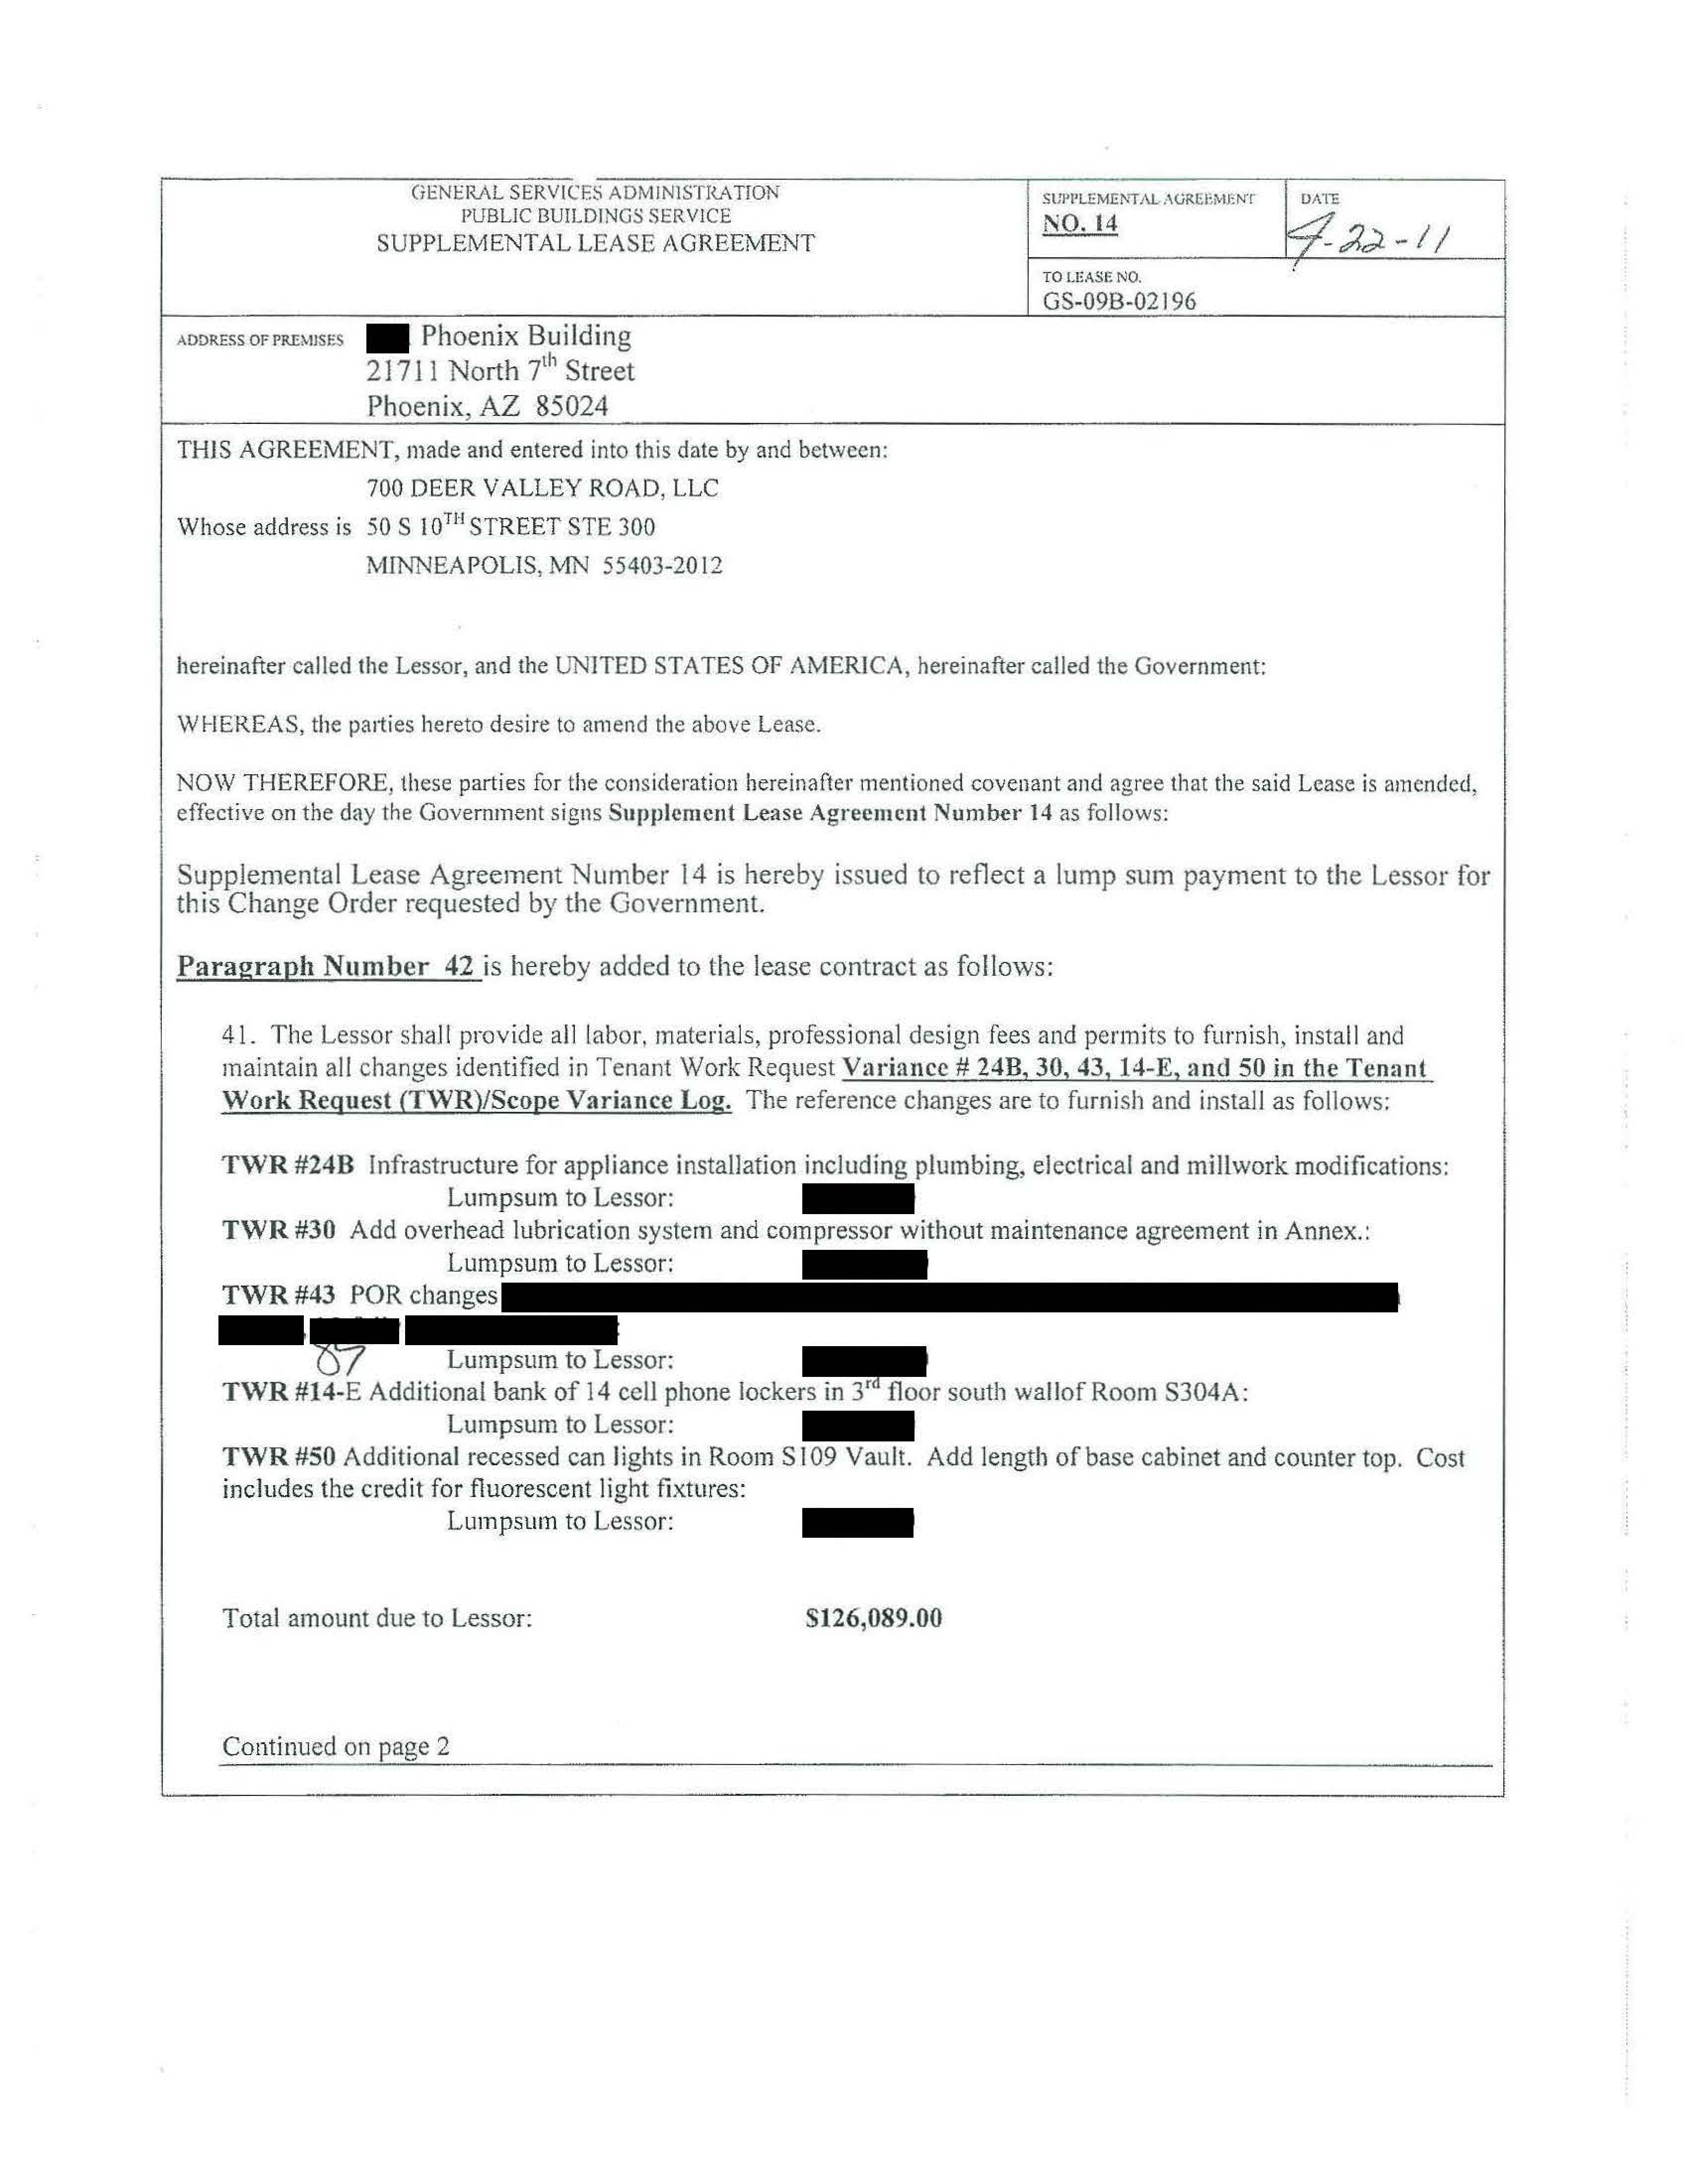 GENERAL SERVICES ADMINISTRATION
PUBLIC BUILDINGS SERVICE
SUPPLEMENTAL LEASE AGREEMENT
SUPPLEMENTAL AGREEMENT
NO. 14
DATE
4-22-11
TO LEASE NO.
GS-09B-02196
ADDRESS OF PREMISES
Phoenix Building
21711 North 7th Street
Phoenix, AZ 85024
THIS AGREEMENT, made and entered into this date by and between:
700 DEER VALLEY ROAD, LLC
Whose address is 50 S 10TH STREET STE 300
MINNEAPOLIS, MN 55403-2012
hereinafter called the Lessor, and the UNITED STATES OF AMERICA, hereinafter called the Government:
WHEREAS, the parties hereto desire to amend the above Lease.
NOW THEREFORE, these parties for the consideration hereinafter mentioned covenant and agree that the said Lease is amended,
effective on the day the Government signs Supplement Lease Agreement Number 14 as follows:
Supplemental Lease Agreement Number 14 is hereby issued to reflect a lump sum payment to the Lessor for
this Change Order requested by the Government.
Paragraph Number 42 is hereby added to the lease contract as follows:
41. The Lessor shall provide all labor, materials, professional design fees and permits to furnish, install and
maintain all changes identified in Tenant Work Request Variance # 24B, 30, 43, 14-E, and 50 in the Tenant
Work Request (TWR)/Scope Variance Log. The reference changes are to furnish and install as follows:
TWR #24B Infrastructure for appliance installation including plumbing, electrical and millwork modifications:
Lumpsum to Lessor:
TWR #30 Add overhead lubrication system and compressor without maintenance agreement in Annex.:
Lumpsum to Lessor:
TWR #43 POR changes
Lumpsum to Lessor:
TWR #14-E Additional bank of 14 cell phone lockers in 3rd floor south wallof Room S304A:
Lumpsum to Lessor:
TWR #50 Additional recessed can lights in Room S109 Vault. Add length of base cabinet and counter top. Cost
includes the credit for fluorescent light fixtures:
Lumpsum to Lessor:
Total amount due to Lessor: $126,089.00
Continued on page 2